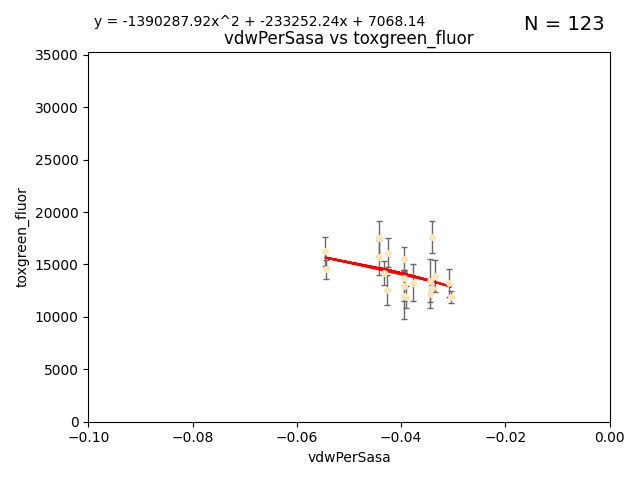 y = -1390287.92x^2 + -233252.24x + 7068.14
N = 123
vdwPerSasa vs toxgreen_fluor
35000
30000
25000
20000
15000
10000
5000
0
toxgreen_fluor
−0.10
−0.08
−0.06
−0.04
−0.02
0.00
vdwPerSasa